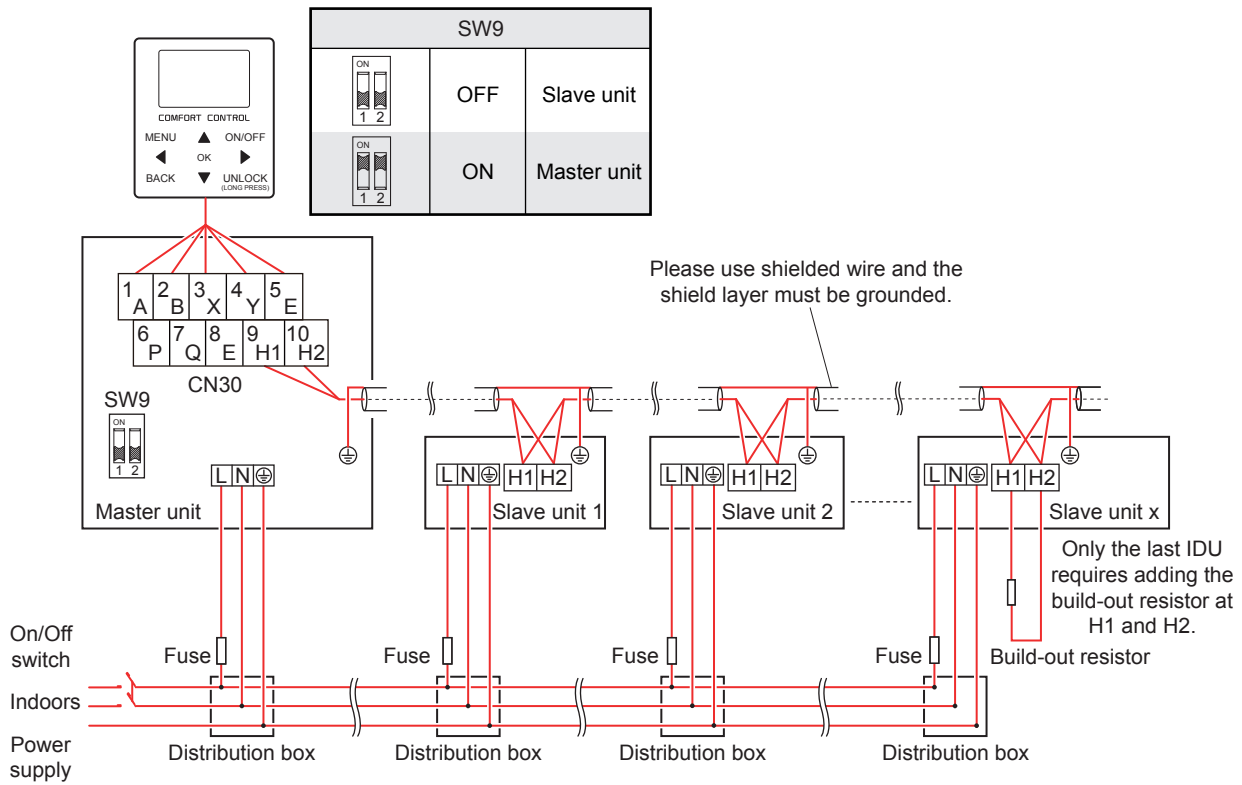 SW9
ON
1 2
OFF
Slave unit
ON
1 2
ON
Master unit
COMFORT CONTROL
MENU ▲ ON/OFF
◀ OK ▶
BACK ▼ UNLOCK
(LONG PRESS)
Please use shielded wire and the
shield layer must be grounded.
1 A 2 B 3 X 4 Y 5 E
6 P 7 Q 8 E 9 H1 10 H2
CN30
SW9
ON
1 2
L N
Master unit
L N H1 H2
Slave unit 1
L N H1 H2
Slave unit 2
L N H1 H2
Slave unit x
Only the last IDU
requires adding the
build-out resistor at
H1 and H2.
Build-out resistor
On/Off
switch
Fuse
Fuse
Fuse
Fuse
Indoors
Power
supply
Distribution box
Distribution box
Distribution box
Distribution box